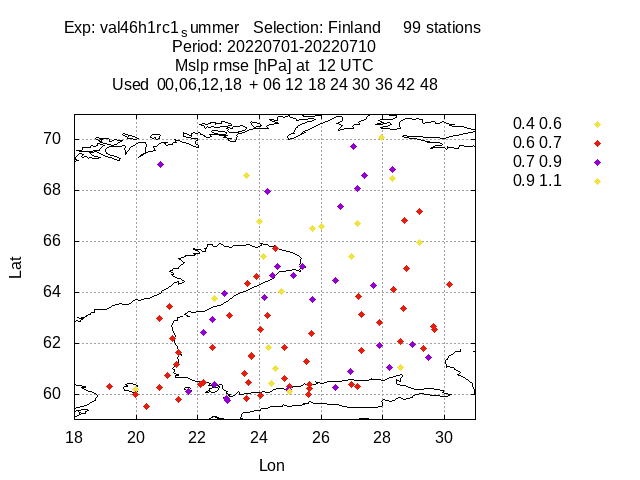 Exp: val46h1rc1summer Selection: Finland 99 stations
Period: 20220701-20220710
Mslp rmse [hPa] at 12 UTC
Used 00,06,12,18 + 06 12 18 24 30 36 42 48
0.4 0.6
0.6 0.7
0.7 0.9
0.9 1.1
70
68
66
64
62
60
Lat
18 20 22 24 26 28 30
Lon